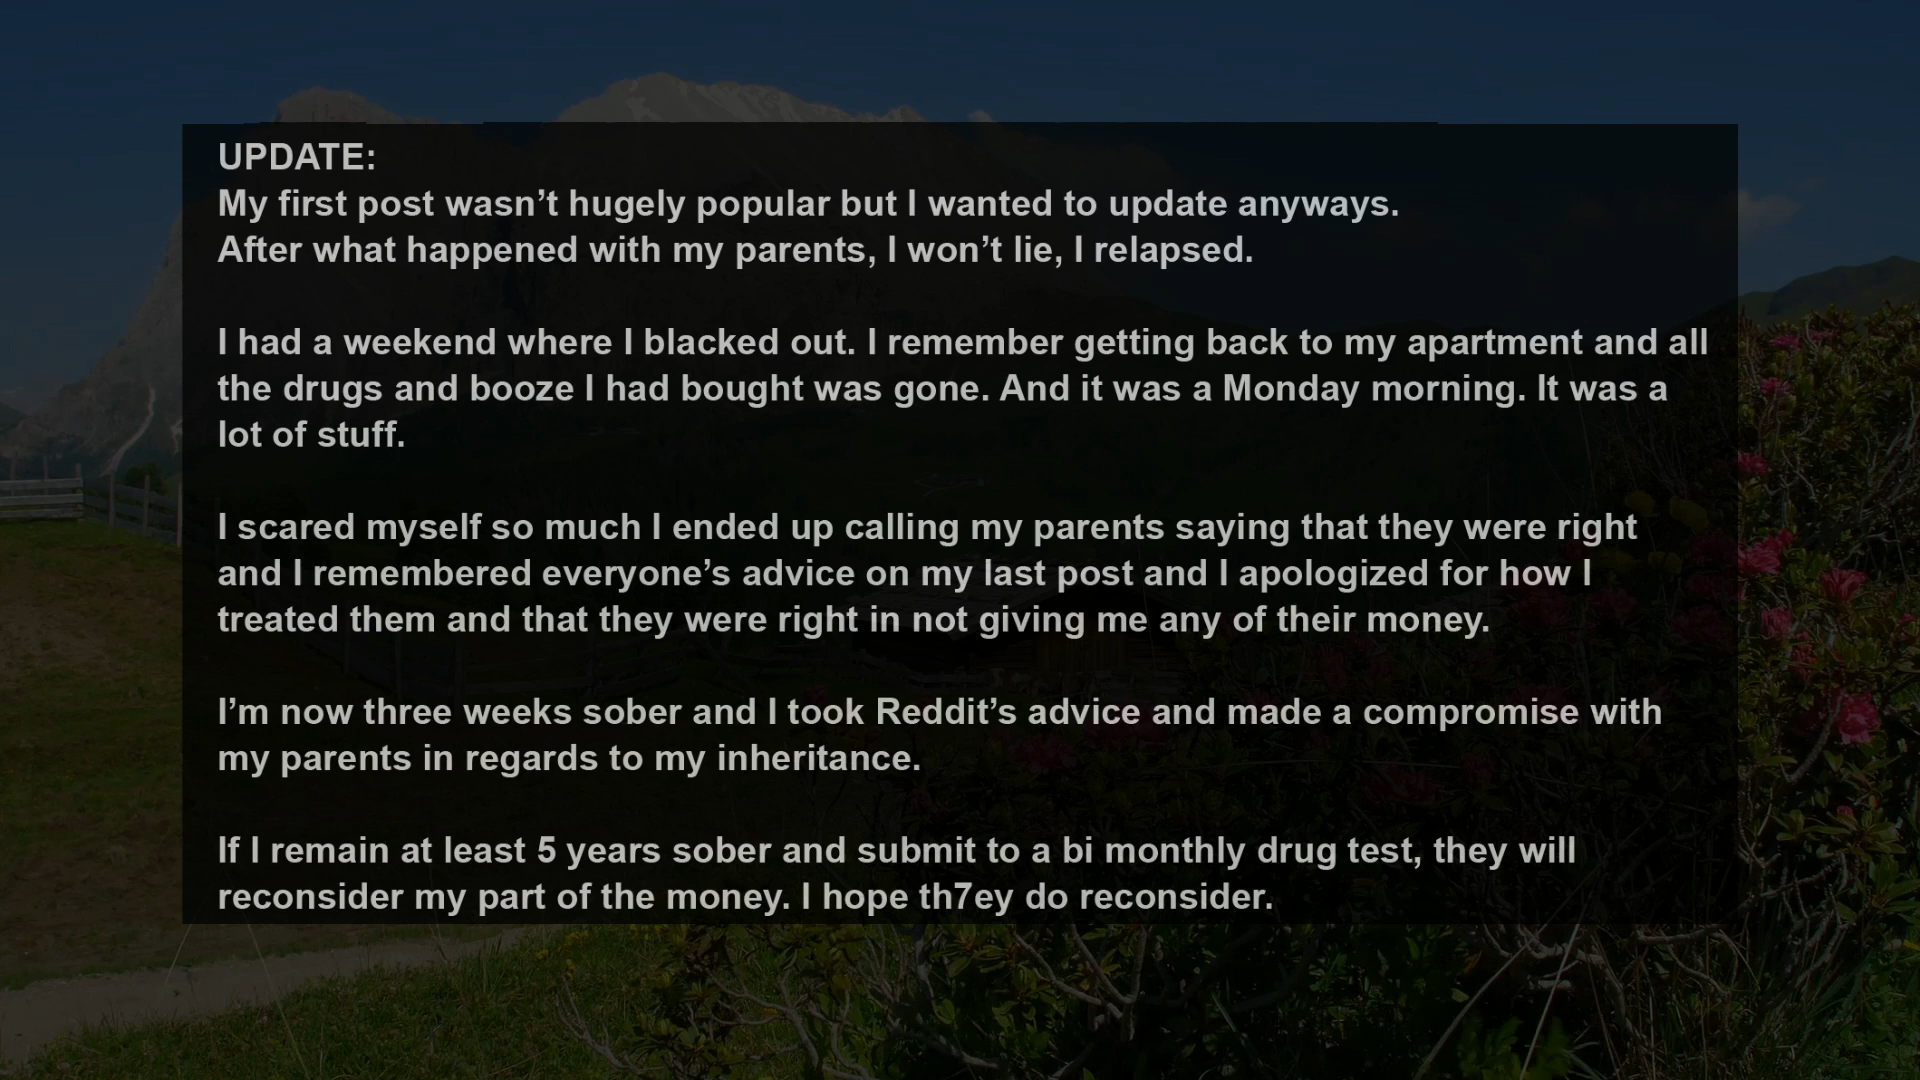 UPDATE:
My first post wasn’t hugely popular but I wanted to update anyways.
After what happened with my parents, I won’t lie, I relapsed.
I had a weekend where I blacked out. I remember getting back to my apartment and all
the drugs and booze I had bought was gone. And it was a Monday morning. It was a
lot of stuff.
I scared myself so much I ended up calling my parents saying that they were right
and I remembered everyone’s advice on my last post and I apologized for how I
treated them and that they were right in not giving me any of their money.
I’m now three weeks sober and I took Reddit’s advice and made a compromise with
my parents in regards to my inheritance.
If I remain at least 5 years sober and submit to a bi monthly drug test, they will
reconsider my part of the money. I hope th7ey do reconsider.